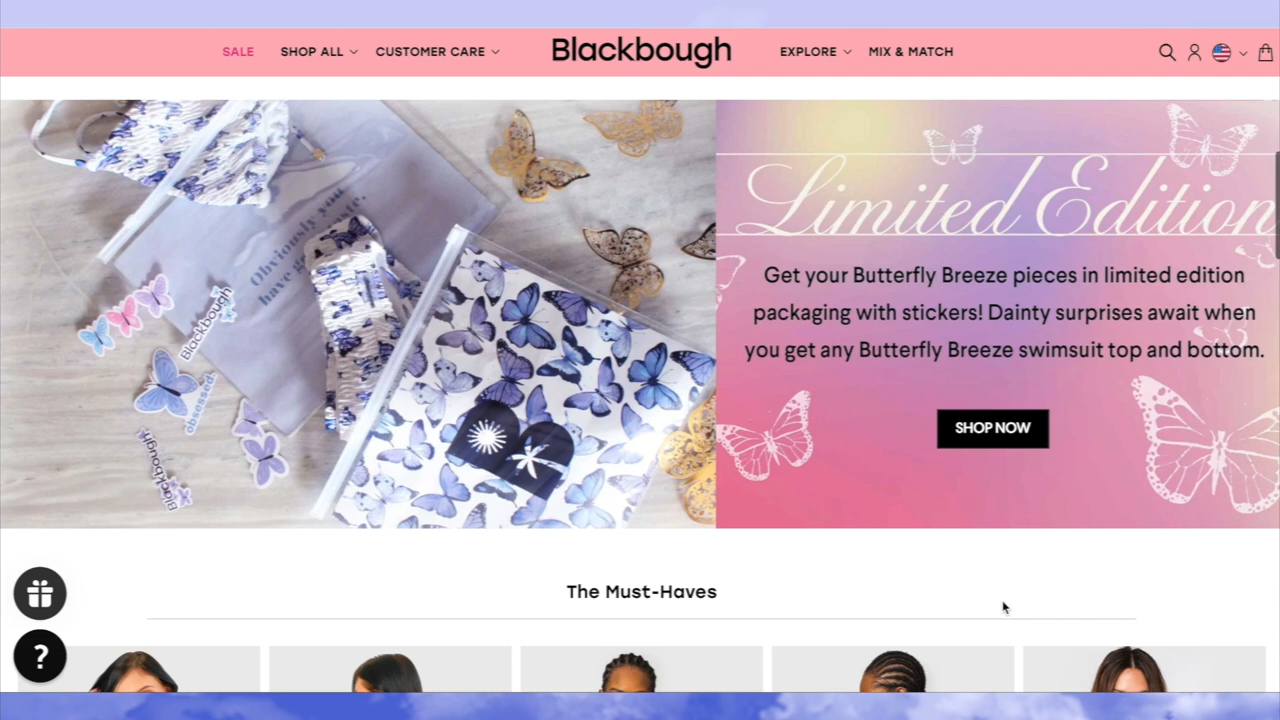 SALE
SHOP ALL
CUSTOMER CARE
Blackbough
EXPLORE
MIX & MATCH
Obviously you
Blackbough
obsessed.
Blackbough
Limited Edition
Get your Butterfly Breeze pieces in limited edition
packaging with stickers! Dainty surprises await when
you get any Butterfly Breeze swimsuit top and bottom.
SHOP NOW
The Must-Haves
?